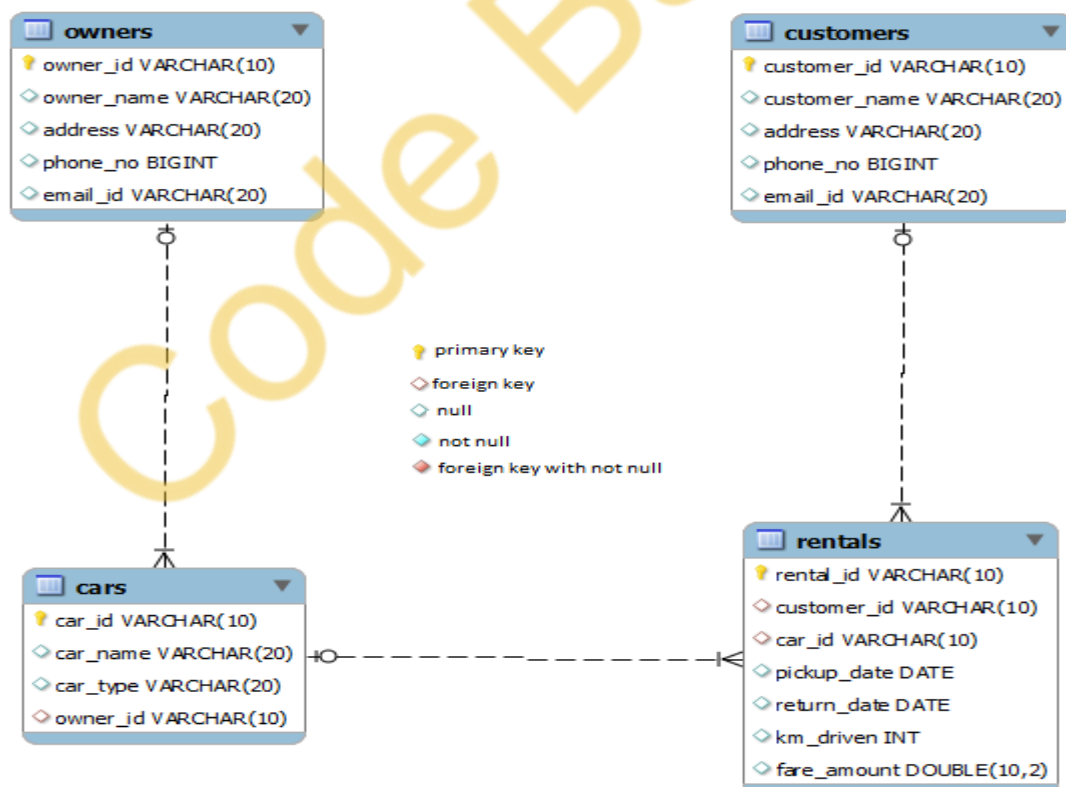 owners
owner_id VARCHAR(10)
owner_name VARCHAR(20)
address VARCHAR(20)
phone_no BIGINT
email_id VARCHAR(20)
customers
customer_id VARCHAR(10)
customer_name VARCHAR(20)
address VARCHAR(20)
phone_no BIGINT
email_id VARCHAR(20)
primary key
foreign key
null
not null
foreign key with not null
cars
car_id VARCHAR(10)
car_name VARCHAR(20)
car_type VARCHAR(20)
owner_id VARCHAR(10)
rentals
rental_id VARCHAR(10)
customer_id VARCHAR(10)
car_id VARCHAR(10)
pickup_date DATE
return_date DATE
km_driven INT
fare_amount DOUBLE(10,2)
Code